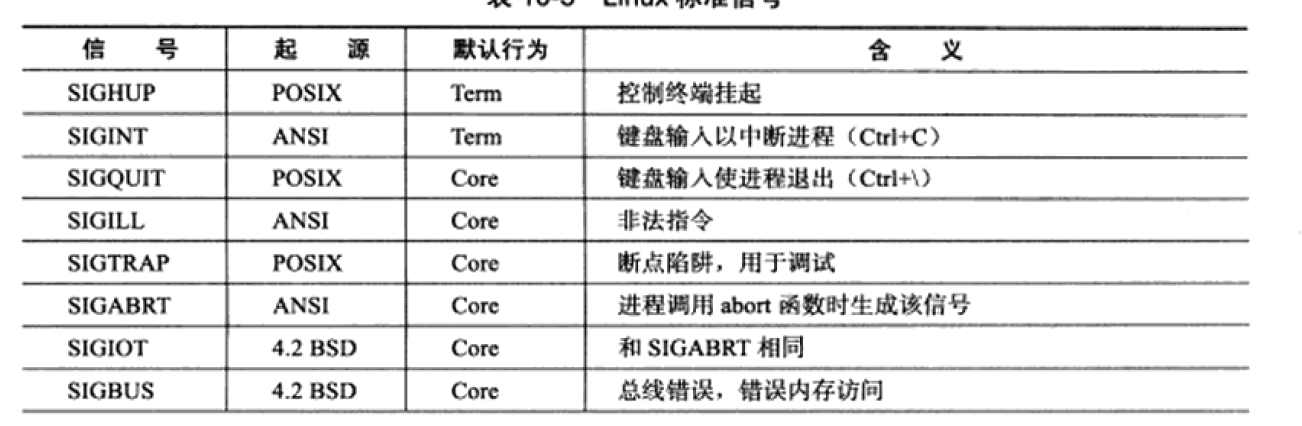 Linux 标准信号
信号 起源 默认行为 含义
SIGHUP POSIX Term 控制终端挂起
SIGINT ANSI Term 键盘输入以中断进程（Ctrl+C）
SIGQUIT POSIX Core 键盘输入使进程退出（Ctrl+\）
SIGILL ANSI Core 非法指令
SIGTRAP POSIX Core 断点陷阱，用于调试
SIGABRT ANSI Core 进程调用 abort 函数时生成该信号
SIGIOT 4.2 BSD Core 和 SIGABRT 相同
SIGBUS 4.2 BSD Core 总线错误，错误内存访问